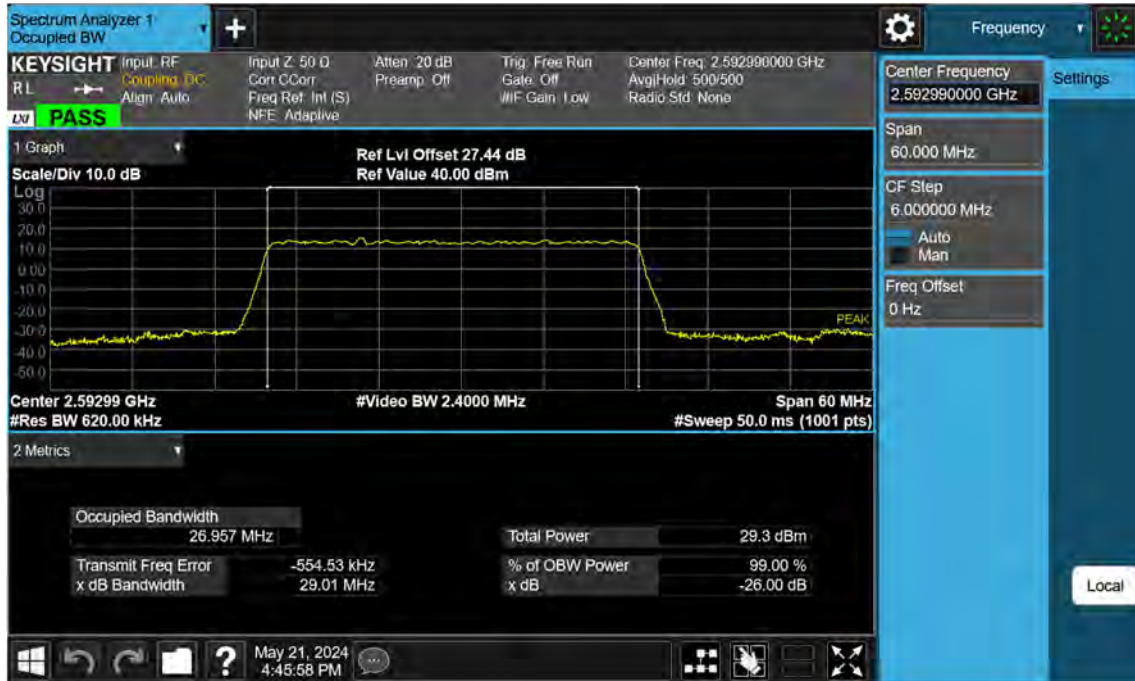 Spectrum Analyzer 1
Occupied BW
Frequency
KEYSIGHT
RL
LXI
PASS
Input: RF
Coupling: DC
Align: Auto
Input Z: 50 Ω
Corr CCorr
Freq Ref: Int (S)
NFE: Adaptive
Atten: 20 dB
Preamp: Off
Trig: Free Run
Gate: Off
#IF Gain: Low
Center Freq: 2.592990000 GHz
Avg|Hold: 500/500
Radio Std: None
1 Graph
Scale/Div 10.0 dB
Ref Lvl Offset 27.44 dB
Ref Value 40.00 dBm
Log
30.0
20.0
10.0
0.00
-10.0
-20.0
-30.0
-40.0
-50.0
PEAK
Center 2.59299 GHz
#Res BW 620.00 kHz
#Video BW 2.4000 MHz
Span 60 MHz
#Sweep 50.0 ms (1001 pts)
2 Metrics
Occupied Bandwidth
26.957 MHz
Total Power 29.3 dBm
Transmit Freq Error -554.53 kHz
% of OBW Power 99.00 %
x dB Bandwidth 29.01 MHz
x dB -26.00 dB
May 21, 2024
4:45:58 PM
Center Frequency
2.592990000 GHz
Settings
Span
60.000 MHz
CF Step
6.000000 MHz
Auto
Man
Freq Offset
0 Hz
Local